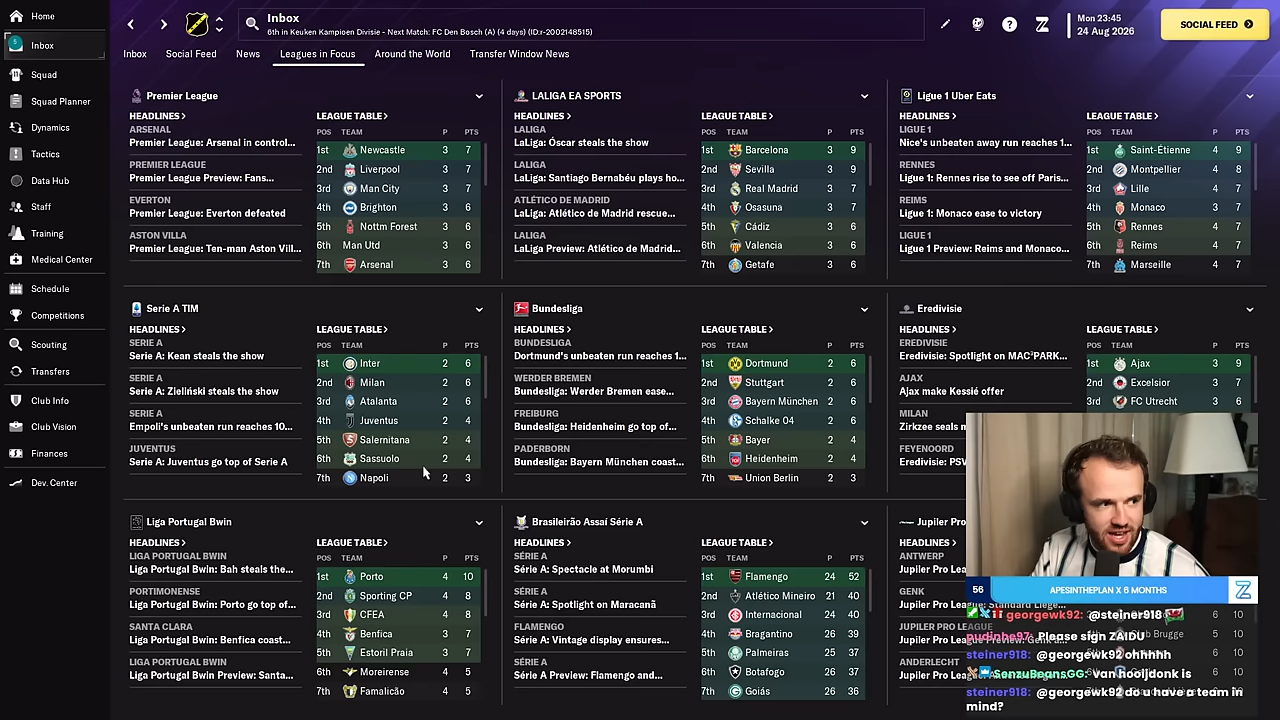 Home
Inbox
6th in Keuken Kampioen Divisie - Next Match: FC Den Bosch (A) (4 days) (ID:r-2002148515)
Mon 23:45
24 Aug 2026
SOCIAL FEED
5
Inbox
Squad
Squad Planner
Dynamics
Tactics
Data Hub
Staff
Training
Medical Center
Schedule
Competitions
Scouting
Transfers
Club Info
Club Vision
Finances
Dev. Center
Inbox
Social Feed
News
Leagues in Focus
Around the World
Transfer Window News
Premier League
HEADLINES >
ARSENAL
Premier League: Arsenal in control...
PREMIER LEAGUE
Premier League Preview: Fans...
EVERTON
Premier League: Everton defeated
ASTON VILLA
Premier League: Ten-man Aston Vill...
LEAGUE TABLE >
POS TEAM P PTS
1st Newcastle 3 7
2nd Liverpool 3 7
3rd Man City 3 7
4th Brighton 3 6
5th Nottm Forest 3 6
6th Man Utd 3 6
7th Arsenal 3 6
LALIGA EA SPORTS
HEADLINES >
LALIGA
LaLiga: Óscar steals the show
LALIGA
LaLiga: Santiago Bernabéu plays ho...
ATLÉTICO DE MADRID
LaLiga: Atlético de Madrid rescue...
LALIGA
LaLiga Preview: Atlético de Madrid...
LEAGUE TABLE >
POS TEAM P PTS
1st Barcelona 3 9
2nd Sevilla 3 9
3rd Real Madrid 3 7
4th Osasuna 3 7
5th Cádiz 3 6
6th Valencia 3 6
7th Getafe 3 6
Ligue 1 Uber Eats
HEADLINES >
LIGUE 1
Nice's unbeaten away run reaches 1...
RENNES
Ligue 1: Rennes rise to see off Paris...
REIMS
Ligue 1: Monaco ease to victory
LIGUE 1
Ligue 1 Preview: Reims and Monaco...
LEAGUE TABLE >
POS TEAM P PTS
1st Saint-Étienne 4 9
2nd Montpellier 4 8
3rd Lille 4 7
4th Monaco 3 7
5th Rennes 4 7
6th Reims 4 7
7th Marseille 4 7
Serie A TIM
HEADLINES >
SERIE A
Serie A: Kean steals the show
SERIE A
Serie A: Zieliński steals the show
SERIE A
Empoli's unbeaten run reaches 10...
JUVENTUS
Serie A: Juventus go top of Serie A
LEAGUE TABLE >
POS TEAM P PTS
1st Inter 2 6
2nd Milan 2 6
3rd Atalanta 2 6
4th Juventus 2 4
5th Salernitana 2 4
6th Sassuolo 2 4
7th Napoli 2 3
Bundesliga
HEADLINES >
BUNDESLIGA
Dortmund's unbeaten run reaches 1...
WERDER BREMEN
Bundesliga: Werder Bremen ease...
FREIBURG
Bundesliga: Heidenheim go top of...
PADERBORN
Bundesliga: Bayern München coast...
LEAGUE TABLE >
POS TEAM P PTS
1st Dortmund 2 6
2nd Stuttgart 2 6
3rd Bayern München 2 6
4th Schalke 04 2 6
5th Bayer 2 4
6th Heidenheim 2 4
7th Union Berlin 2 3
Eredivisie
HEADLINES >
EREDIVISIE
Eredivisie: Spotlight on MAC³PARK...
AJAX
Ajax make Kessié offer
MILAN
Zirkzee seals
FEYENOORD
Eredivisie: PSV
LEAGUE TABLE >
POS TEAM P PTS
1st Ajax 3 9
2nd Excelsior 3 7
3rd FC Utrecht 3 6
Liga Portugal Bwin
HEADLINES >
LIGA PORTUGAL BWIN
Liga Portugal Bwin: Bah steals the...
PORTIMONENSE
Liga Portugal Bwin: Porto go top of...
SANTA CLARA
Liga Portugal Bwin: Benfica coast...
LIGA PORTUGAL BWIN
Liga Portugal Bwin Preview: Santa...
LEAGUE TABLE >
POS TEAM P PTS
1st Porto 4 10
2nd Sporting CP 4 8
3rd CFEA 4 8
4th Benfica 3 7
5th Estoril Praia 3 7
6th Moreirense 4 5
7th Famalicão 4 5
Brasileirão Assaí Série A
HEADLINES >
SÉRIE A
Série A: Spectacle at Morumbi
SÉRIE A
Série A: Spotlight on Maracanã
FLAMENGO
Série A: Vintage display ensures...
SÉRIE A
Série A Preview: Flamengo and...
LEAGUE TABLE >
POS TEAM P PTS
1st Flamengo 24 52
2nd Atlético Mineiro 21 40
3rd Internacional 24 40
4th Bragantino 26 39
5th Palmeiras 25 37
6th Botafogo 26 37
7th Goiás 26 36
Jupiler Pro
HEADLINES >
ANTWERP
Jupiler Pro
GENK
Jupiler Pro League: Standard Liège...
JUPILER PRO LEAGUE
Jupiler Pro League Preview: Genk
ANDERLECHT
Jupiler Pro
Club Brugge 5 10
6 10
56 APESINTHEPLAN X 6 MONTHS
georgewk92: @steiner918
pudinhe97: Please sign ZAIDU
steiner918: @georgewk92 ohhhhh
SenzuBeansGG: Van hooijdonk is
steiner918: @georgewk92 do u have a team in
mind?